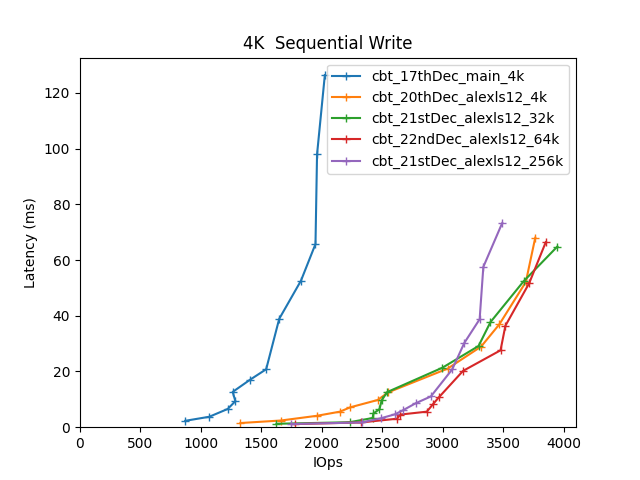 4K  Sequential Write
cbt_17thDec_main_4k
cbt_20thDec_alexls12_4k
cbt_21stDec_alexls12_32k
cbt_22ndDec_alexls12_64k
cbt_21stDec_alexls12_256k
Latency (ms)
120
100
80
60
40
20
0
0 500 1000 1500 2000 2500 3000 3500 4000
IOps